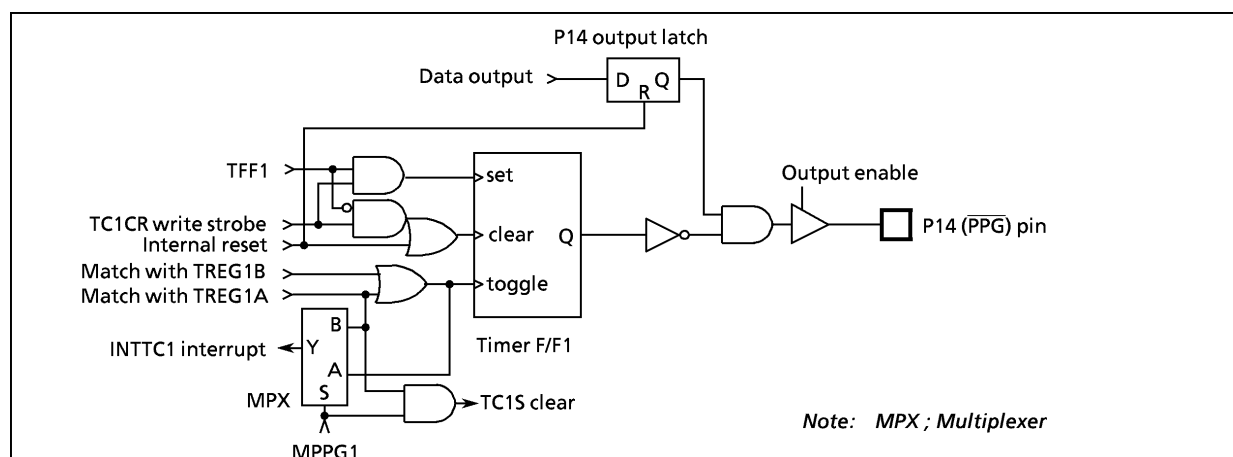 P14 output latch
Data output
D Q
R
TFF1
set
Output enable
TC1CR write strobe
Internal reset
clear
Q
P14 (PPG) pin
Match with TREG1B
Match with TREG1A
toggle
B
INTTC1 interrupt
Y
Timer F/F1
A
MPX
S
TC1S clear
Note: MPX ; Multiplexer
MPPG1